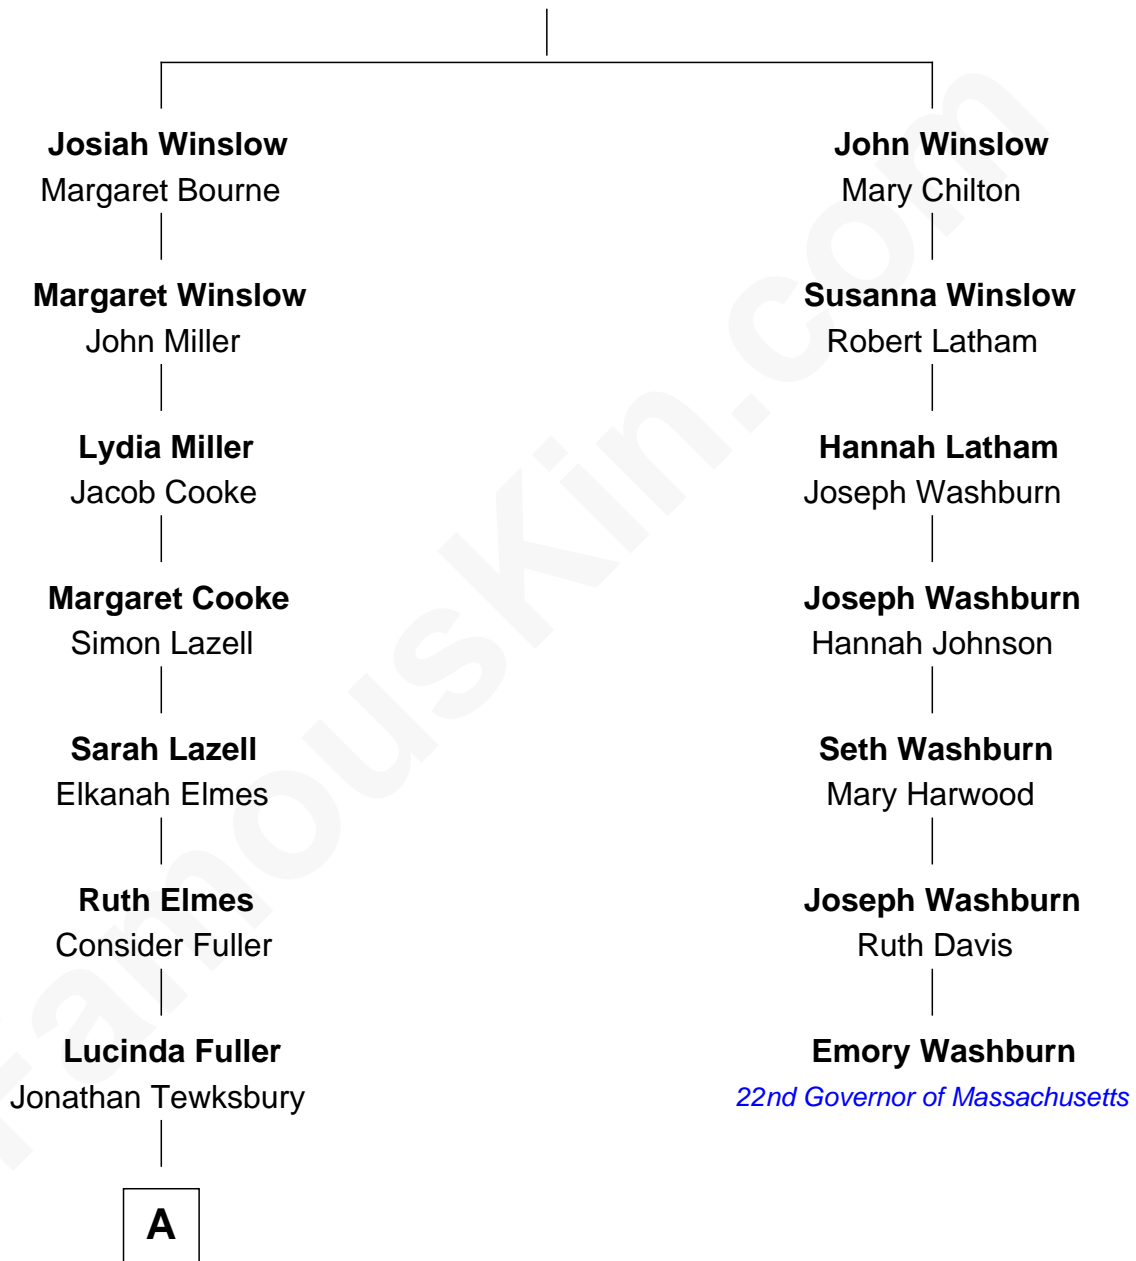 Josiah Winslow
Margaret Bourne
Margaret Winslow
John Miller
Lydia Miller
Jacob Cooke
Margaret Cooke
Simon Lazell
Sarah Lazell
Elkanah Elmes
Ruth Elmes
Consider Fuller
Lucinda Fuller
Jonathan Tewksbury
A
John Winslow
Mary Chilton
Susanna Winslow
Robert Latham
Hannah Latham
Joseph Washburn
Joseph Washburn
Hannah Johnson
Seth Washburn
Mary Harwood
Joseph Washburn
Ruth Davis
Emory Washburn
22nd Governor of Massachusetts
FamousKin.com